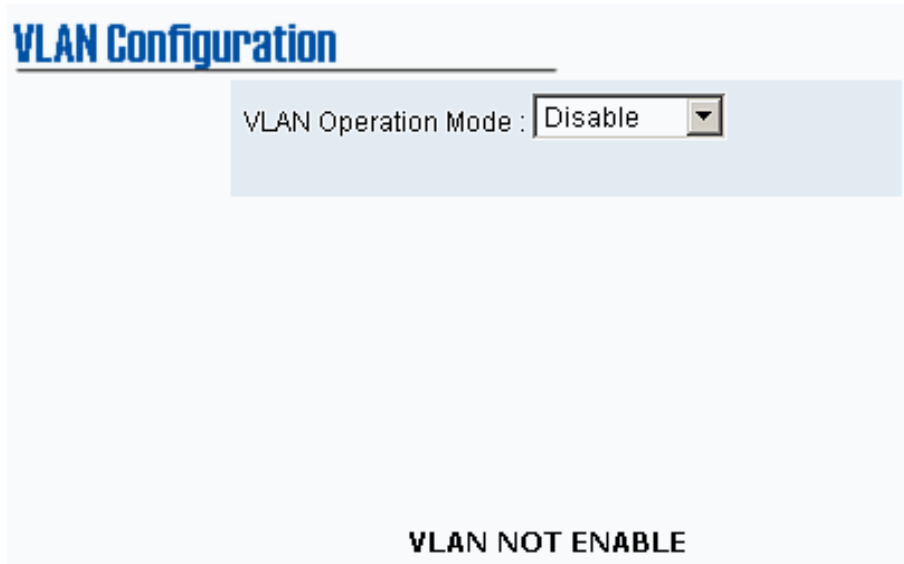 VLAN Configuration
VLAN Operation Mode : Disable
VLAN NOT ENABLE